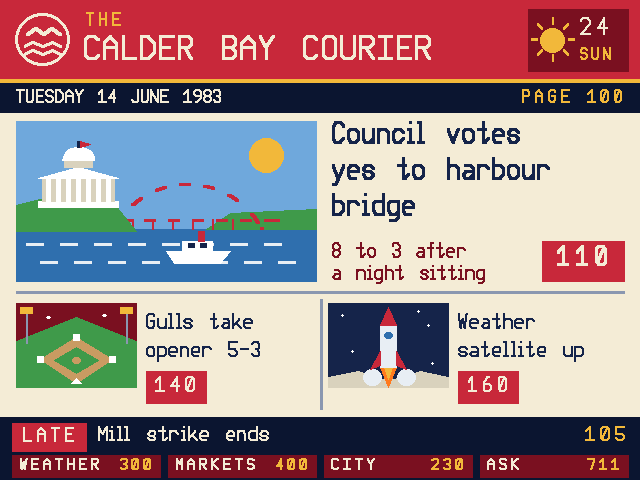 THE
CALDER BAY COURIER
24
SUN
TUESDAY 14 JUNE 1983
PAGE 100
Council votes
yes to harbour
bridge
8 to 3 after
a night sitting
110
Gulls take
opener 5-3
140
Weather
satellite up
160
LATE Mill strike ends 105
WEATHER 300 MARKETS 400 CITY 230 ASK 711